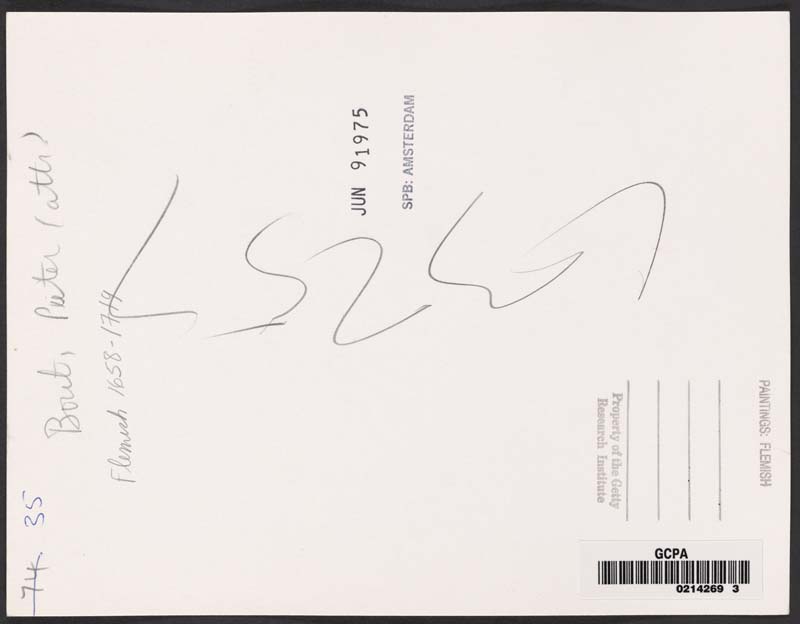 Bout, Pieter (attr)
Flemish 1658-1719
74. 35
JUN 9 1975
SPB: AMSTERDAM
PAINTINGS: FLEMISH
Property of the Getty
Research Institute
GCPA
0214269 3